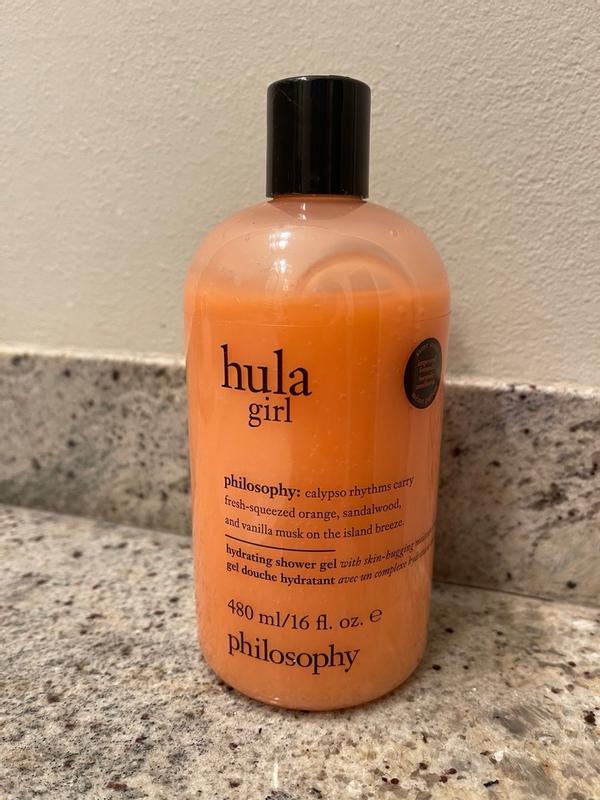 hula
girl
philosophy: calypso rhythms carry
fresh-squeezed orange, sandalwood,
and vanilla musk on the island breeze.
hydrating shower gel with skin-hugging
gel douche hydratant avec un complexe
480 ml/16 fl. oz. ℮
philosophy